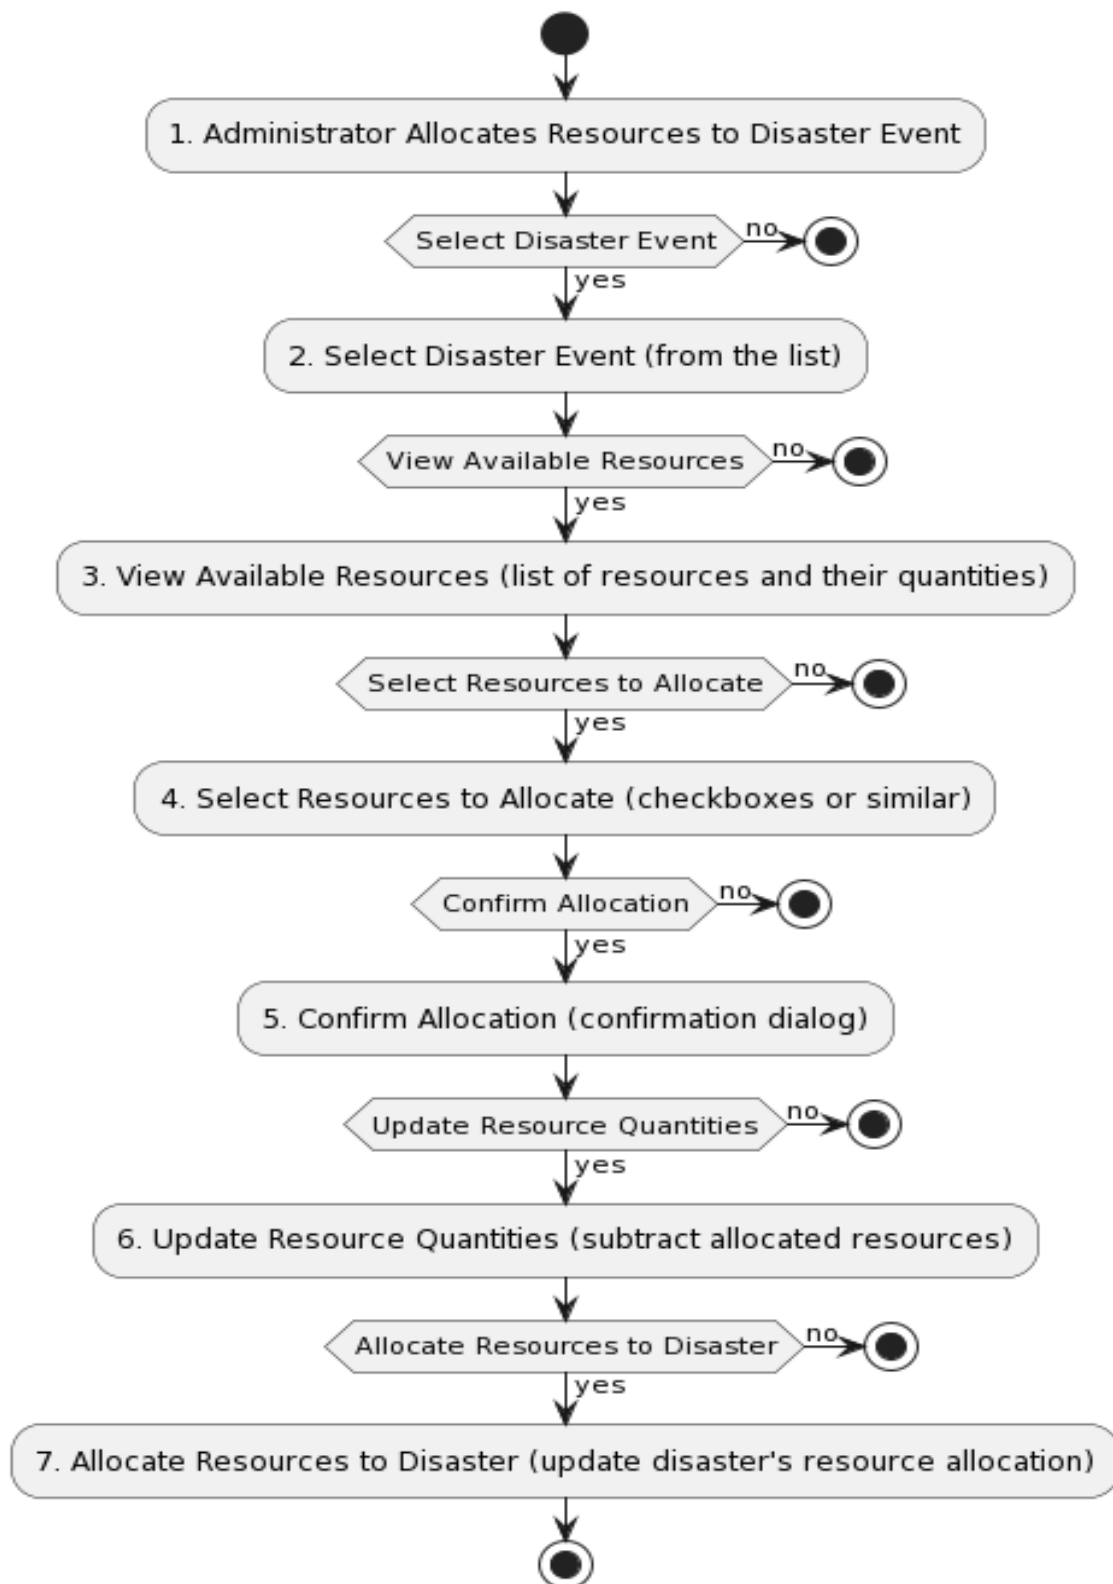 1. Administrator Allocates Resources to Disaster Event
Select Disaster Event
no
yes
2. Select Disaster Event (from the list)
View Available Resources
no
yes
3. View Available Resources (list of resources and their quantities)
Select Resources to Allocate
no
yes
4. Select Resources to Allocate (checkboxes or similar)
Confirm Allocation
no
yes
5. Confirm Allocation (confirmation dialog)
Update Resource Quantities
no
yes
6. Update Resource Quantities (subtract allocated resources)
Allocate Resources to Disaster
no
yes
7. Allocate Resources to Disaster (update disaster's resource allocation)